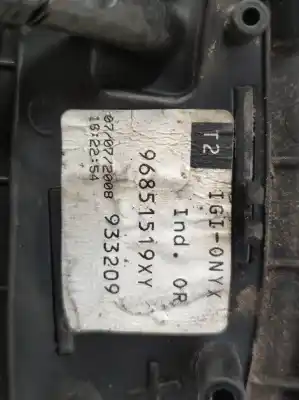 T2 IGI-ONYX
Ind. OR
96851519XY
07/07/2008 933209
16:22:54